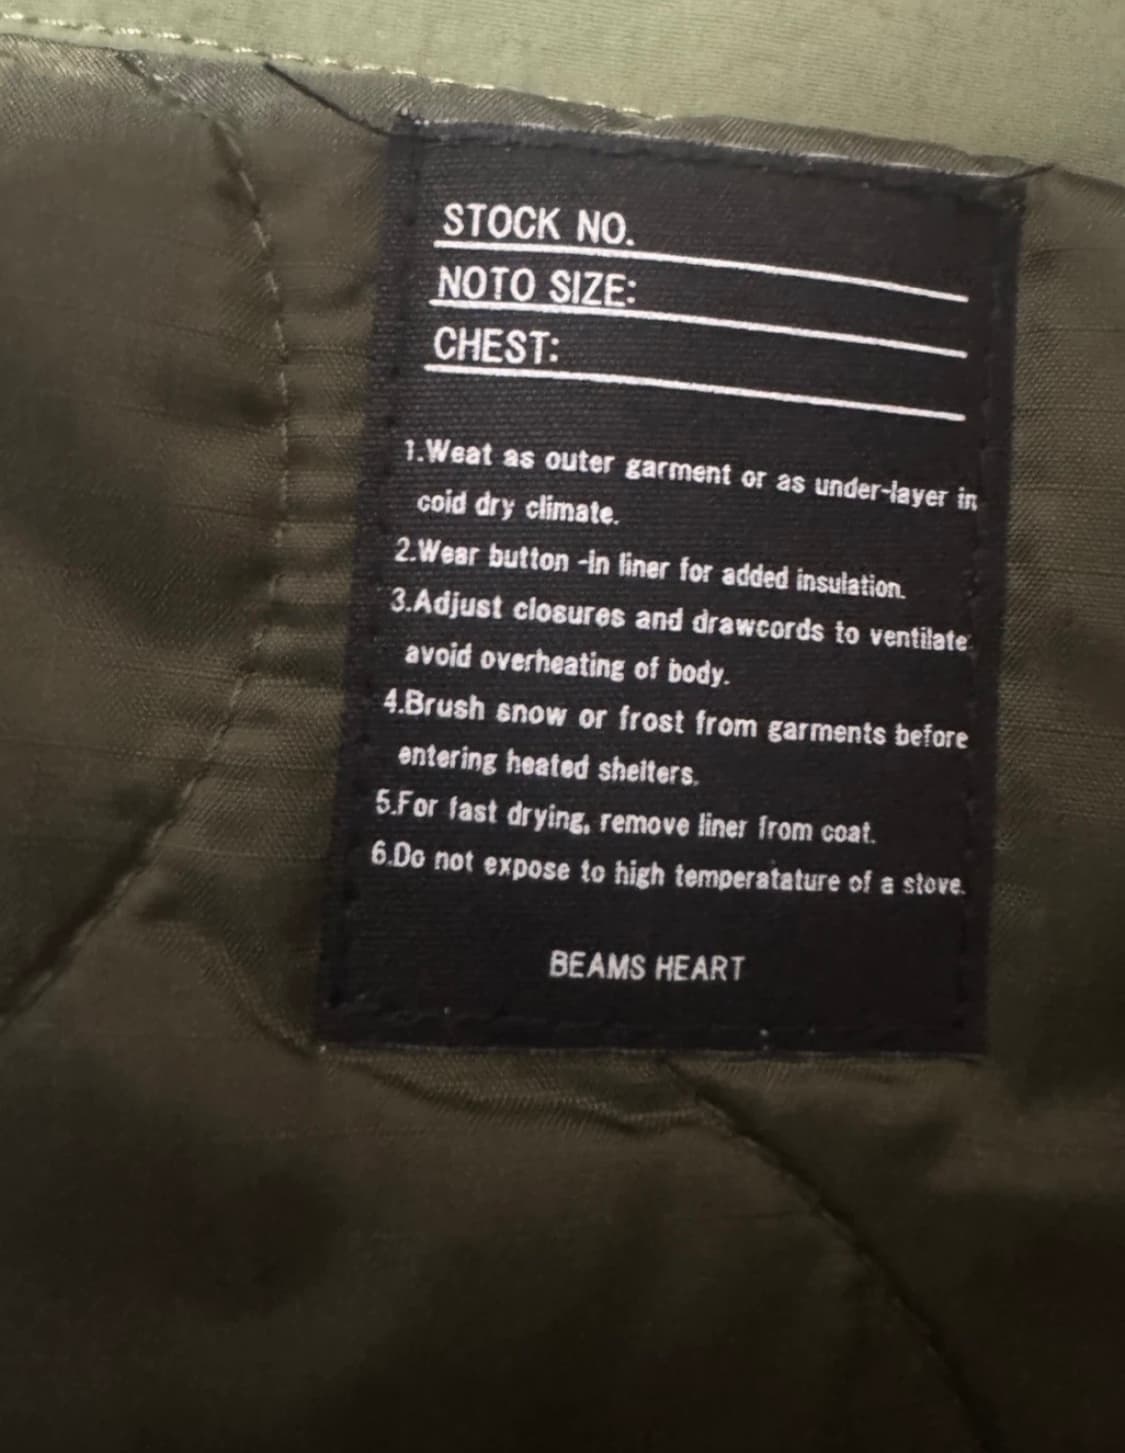 STOCK NO.
NOTO SIZE:
CHEST:
1.Weat as outer garment or as under-layer in
coid dry climate.
2.Wear button -in liner for added insulation.
3.Adjust closures and drawcords to ventilate
avoid overheating of body.
4.Brush snow or frost from garments before
entering heated shelters.
5.For fast drying, remove liner from coat.
6.Do not expose to high temperatature of a stove.
BEAMS HEART